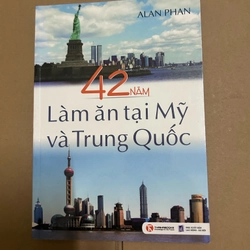 ALAN PHAN
42 NĂM
Làm ăn tại Mỹ
và Trung Quốc